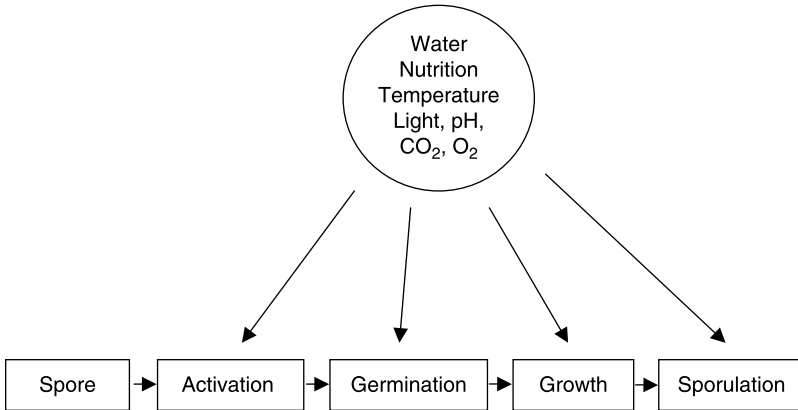 Water
Nutrition
Temperature
Light, pH,
CO₂, O₂
Spore
Activation
Germination
Growth
Sporulation